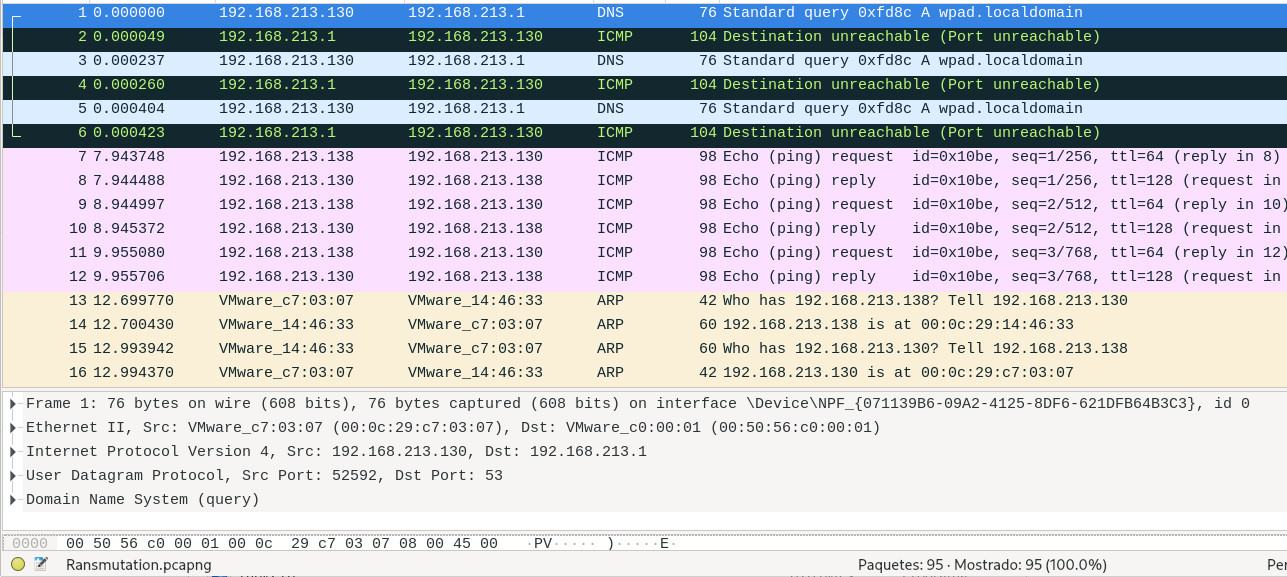 1 0.000000 192.168.213.130 192.168.213.1 DNS 76 Standard query 0xfd8c A wpad.localdomain
2 0.000049 192.168.213.1 192.168.213.130 ICMP 104 Destination unreachable (Port unreachable)
3 0.000237 192.168.213.130 192.168.213.1 DNS 76 Standard query 0xfd8c A wpad.localdomain
4 0.000260 192.168.213.1 192.168.213.130 ICMP 104 Destination unreachable (Port unreachable)
5 0.000404 192.168.213.130 192.168.213.1 DNS 76 Standard query 0xfd8c A wpad.localdomain
6 0.000423 192.168.213.1 192.168.213.130 ICMP 104 Destination unreachable (Port unreachable)
7 7.943748 192.168.213.138 192.168.213.130 ICMP 98 Echo (ping) request id=0x10be, seq=1/256, ttl=64 (reply in 8)
8 7.944488 192.168.213.130 192.168.213.138 ICMP 98 Echo (ping) reply id=0x10be, seq=1/256, ttl=128 (request in
9 8.944997 192.168.213.138 192.168.213.130 ICMP 98 Echo (ping) request id=0x10be, seq=2/512, ttl=64 (reply in 10)
10 8.945372 192.168.213.130 192.168.213.138 ICMP 98 Echo (ping) reply id=0x10be, seq=2/512, ttl=128 (request in
11 9.955080 192.168.213.138 192.168.213.130 ICMP 98 Echo (ping) request id=0x10be, seq=3/768, ttl=64 (reply in 12)
12 9.955706 192.168.213.130 192.168.213.138 ICMP 98 Echo (ping) reply id=0x10be, seq=3/768, ttl=128 (request in
13 12.699770 VMware_c7:03:07 VMware_14:46:33 ARP 42 Who has 192.168.213.138? Tell 192.168.213.130
14 12.700430 VMware_14:46:33 VMware_c7:03:07 ARP 60 192.168.213.138 is at 00:0c:29:14:46:33
15 12.993942 VMware_14:46:33 VMware_c7:03:07 ARP 60 Who has 192.168.213.130? Tell 192.168.213.138
16 12.994370 VMware_c7:03:07 VMware_14:46:33 ARP 42 192.168.213.130 is at 00:0c:29:c7:03:07
Frame 1: 76 bytes on wire (608 bits), 76 bytes captured (608 bits) on interface \Device\NPF_{071139B6-09A2-4125-8DF6-621DFB64B3C3}, id 0
Ethernet II, Src: VMware_c7:03:07 (00:0c:29:c7:03:07), Dst: VMware_c0:00:01 (00:50:56:c0:00:01)
Internet Protocol Version 4, Src: 192.168.213.130, Dst: 192.168.213.1
User Datagram Protocol, Src Port: 52592, Dst Port: 53
Domain Name System (query)
0000 00 50 56 c0 00 01 00 0c 29 c7 03 07 08 00 45 00 ·PV····· )·····E·
Ransmutation.pcapng Paquetes: 95 · Mostrado: 95 (100.0%)